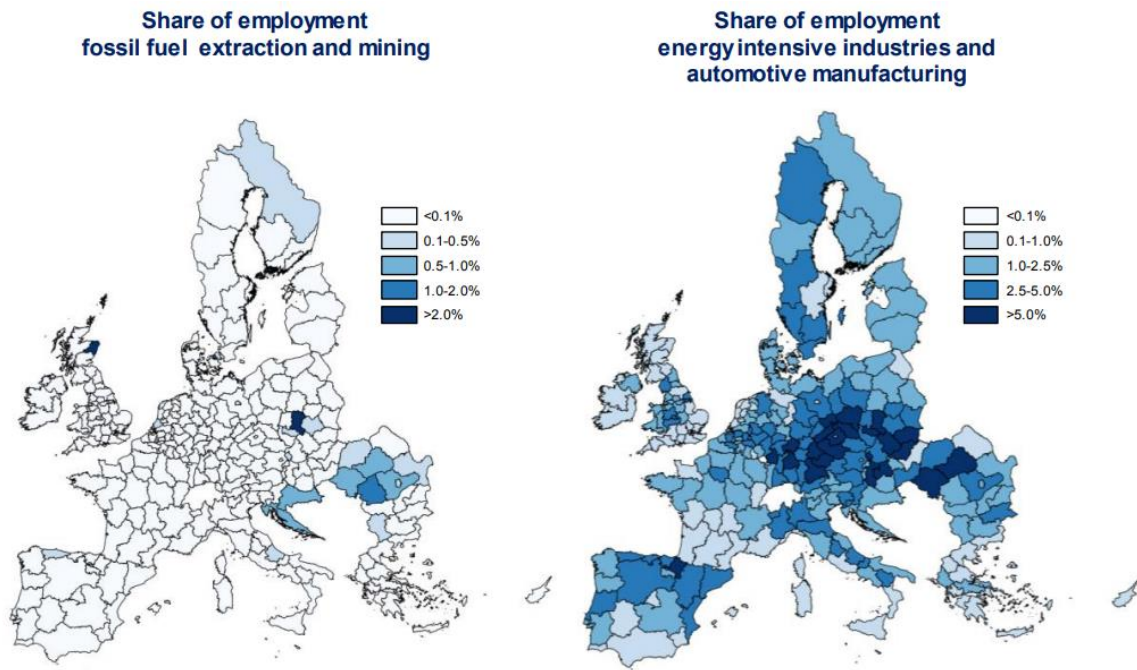 Share of employment
fossil fuel extraction and mining
<0.1%
0.1-0.5%
0.5-1.0%
1.0-2.0%
>2.0%
Share of employment
energy intensive industries and
automotive manufacturing
<0.1%
0.1-1.0%
1.0-2.5%
2.5-5.0%
>5.0%